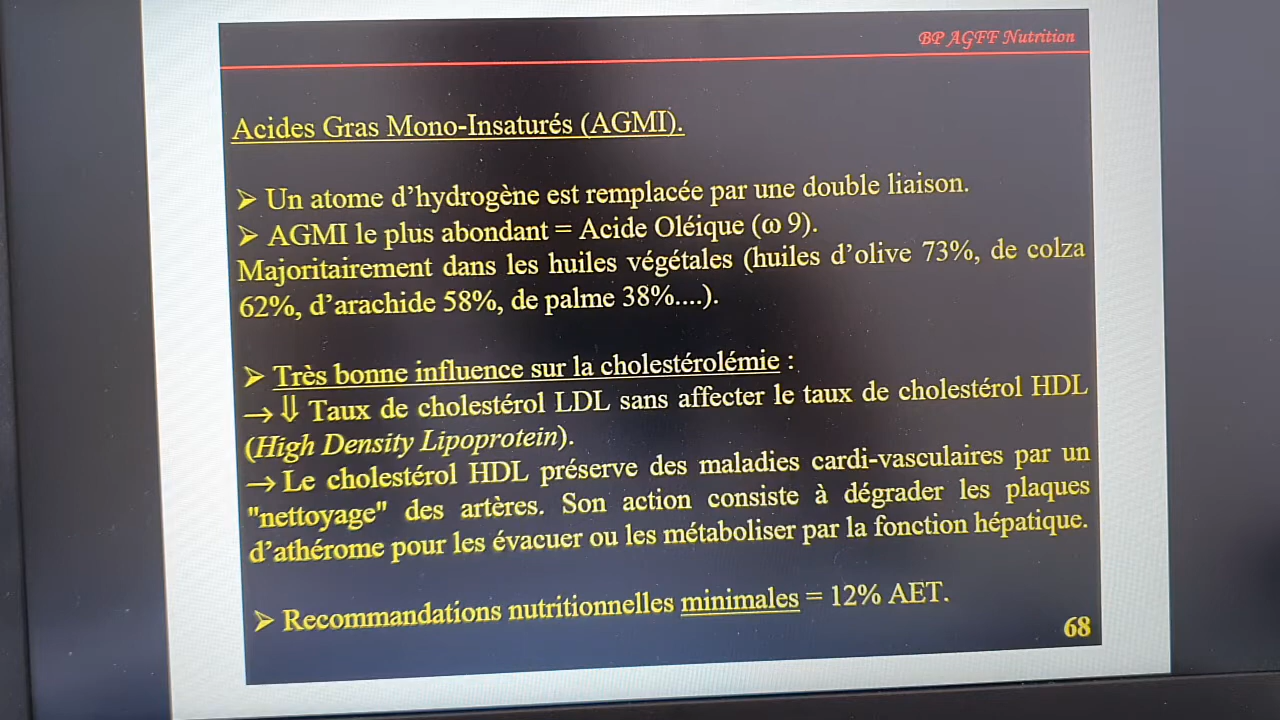 BP AGFF Nutrition
Acides Gras Mono-Insaturés (AGMI).
➢ Un atome d’hydrogène est remplacée par une double liaison.
➢ AGMI le plus abondant = Acide Oléique (ω 9).
Majoritairement dans les huiles végétales (huiles d’olive 73%, de colza
62%, d’arachide 58%, de palme 38%....).
➢ Très bonne influence sur la cholestérolémie :
→ ⇓ Taux de cholestérol LDL sans affecter le taux de cholestérol HDL
(High Density Lipoprotein).
→ Le cholestérol HDL préserve des maladies cardi-vasculaires par un
"nettoyage" des artères. Son action consiste à dégrader les plaques
d’athérome pour les évacuer ou les métaboliser par la fonction hépatique.
➢ Recommandations nutritionnelles minimales = 12% AET.
68